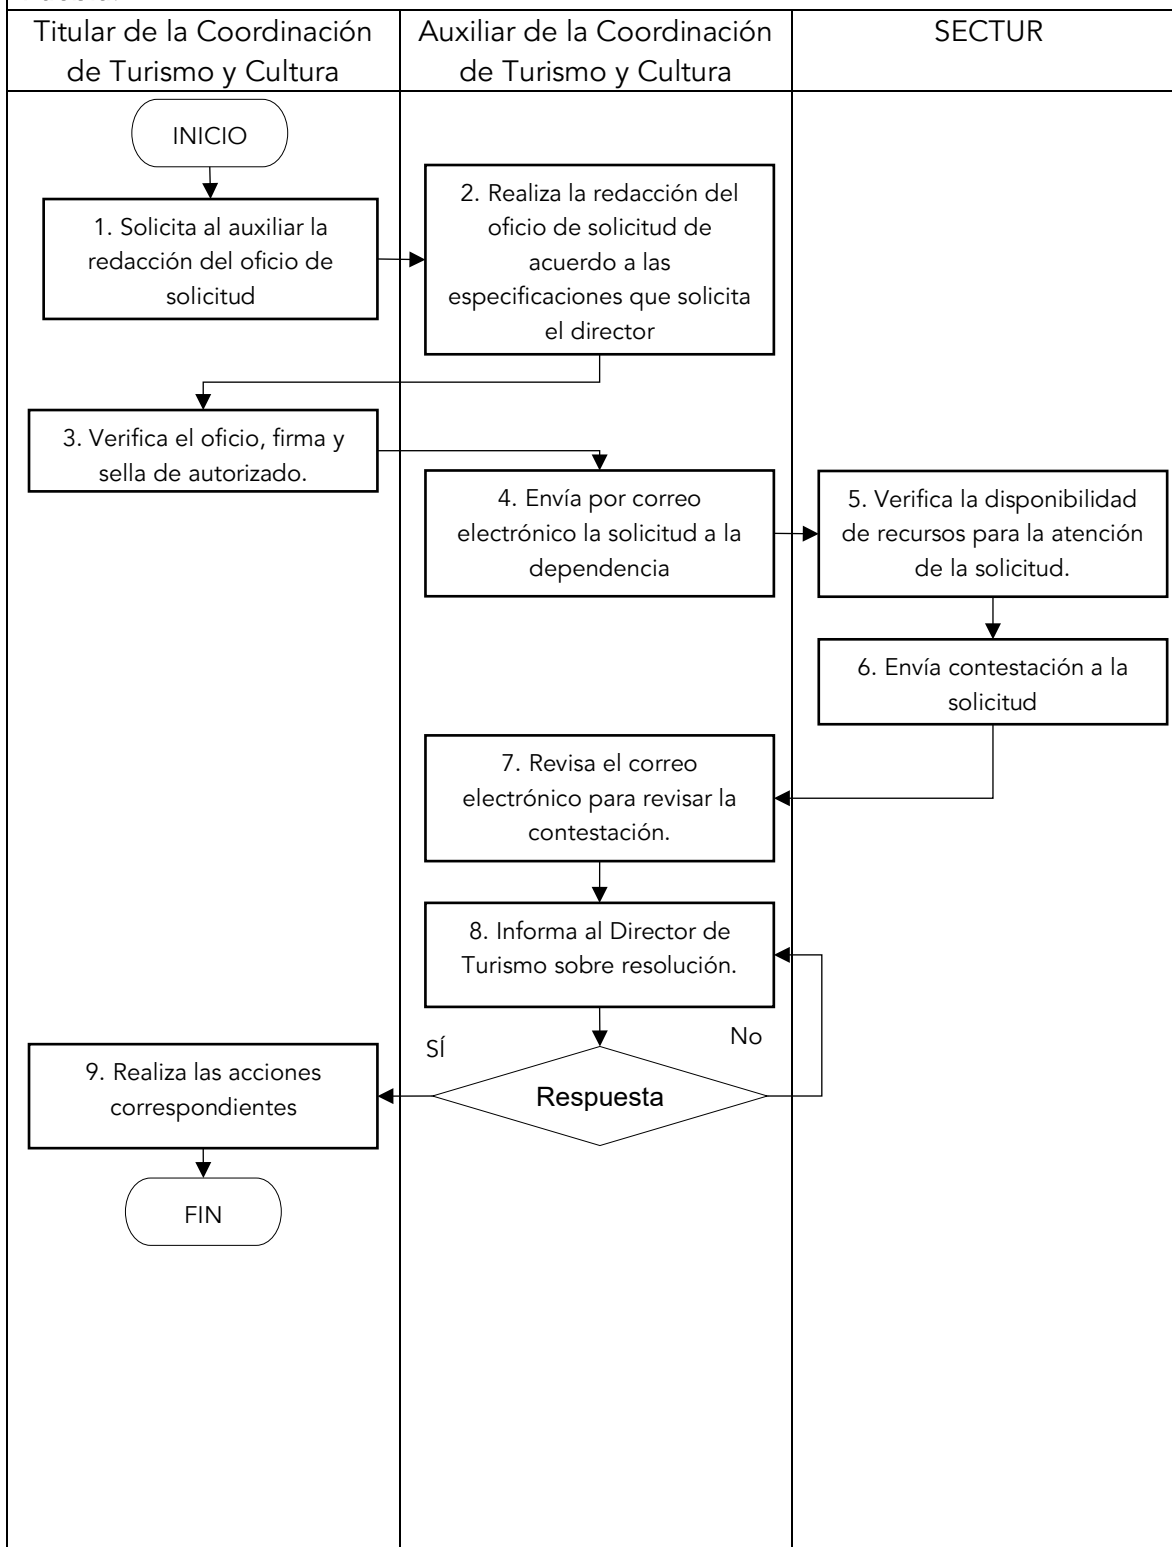 Titular de la Coordinación
de Turismo y Cultura
Auxiliar de la Coordinación
de Turismo y Cultura
SECTUR
INICIO
1. Solicita al auxiliar la
redacción del oficio de
solicitud
2. Realiza la redacción del
oficio de solicitud de
acuerdo a las
especificaciones que solicita
el director
3. Verifica el oficio, firma y
sella de autorizado.
4. Envía por correo
electrónico la solicitud a la
dependencia
5. Verifica la disponibilidad
de recursos para la atención
de la solicitud.
6. Envía contestación a la
solicitud
7. Revisa el correo
electrónico para revisar la
contestación.
8. Informa al Director de
Turismo sobre resolución.
SÍ
No
Respuesta
9. Realiza las acciones
correspondientes
FIN